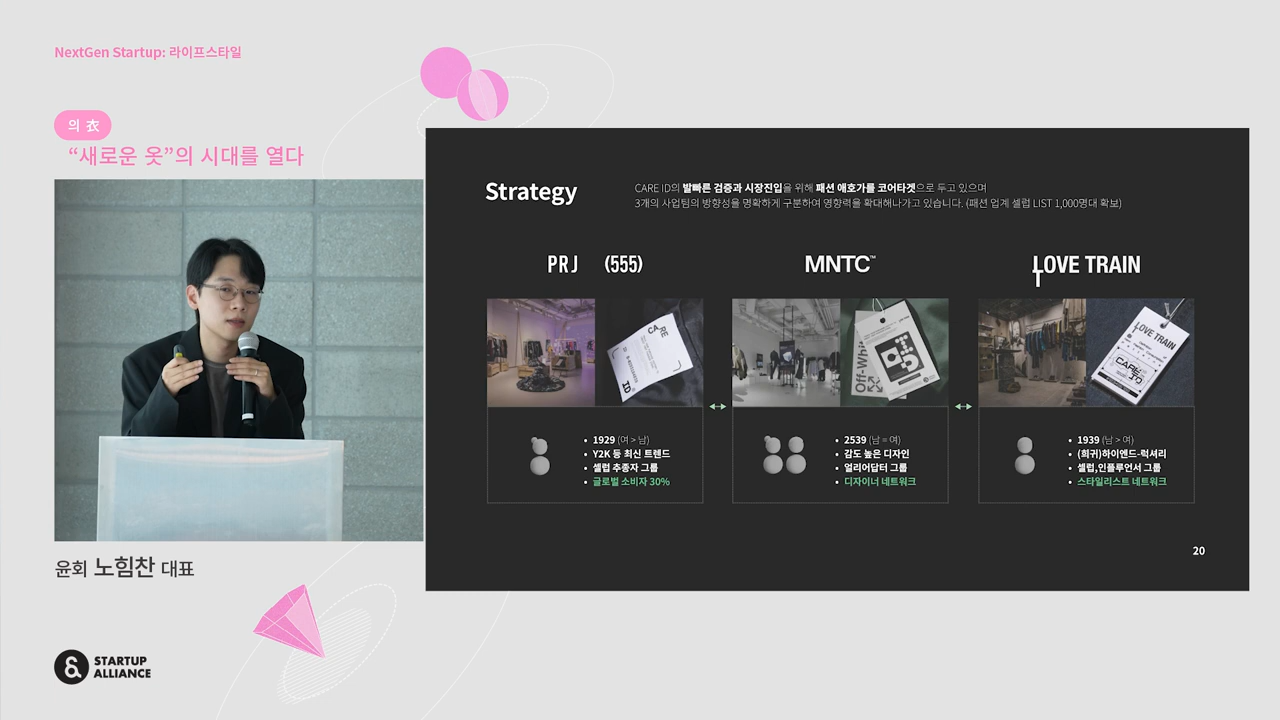 NextGen Startup: 라이프스타일
의 衣
“새로운 옷”의 시대를 열다
Strategy
CARE ID의 발빠른 검증과 시장진입을 위해 패션 애호가를 코어타겟으로 두고 있으며
3개의 사업팀의 방향성을 명확하게 구분하여 영향력을 확대해나가고 있습니다. (패션 업계 셀럽 LIST 1,000명대 확보)
PRJ (555)
MNTC™
LOVE TRAIN
CARE
ID
Off-Wh
LOVE TRAIN
CARE
ID
• 1929 (여 > 남)
• Y2K 등 최신 트렌드
• 셀럽 추종자 그룹
• 글로벌 소비자 30%
• 2539 (남 = 여)
• 감도 높은 디자인
• 얼리어답터 그룹
• 디자이너 네트워크
• 1939 (남 > 여)
• (희귀)하이엔드-럭셔리
• 셀럽,인플루언서 그룹
• 스타일리스트 네트워크
20
윤회 노힘찬 대표
STARTUP
ALLIANCE